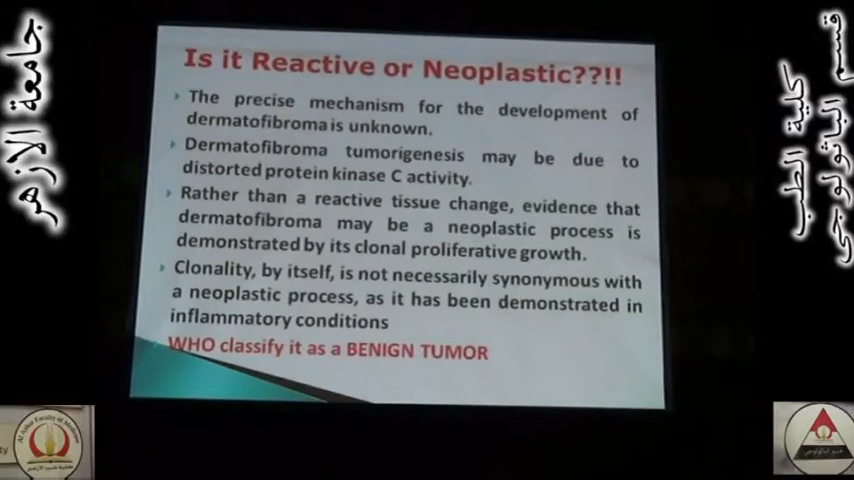 جامعة الازهر
كلية الطب
قسم الباثولوجى
Is it Reactive or Neoplastic??!!
The precise mechanism for the development of
dermatofibroma is unknown.
Dermatofibroma tumorigenesis may be due to
distorted protein kinase C activity.
Rather than a reactive tissue change, evidence that
dermatofibroma may be a neoplastic process is
demonstrated by its clonal proliferative growth.
Clonality, by itself, is not necessarily synonymous with
a neoplastic process, as it has been demonstrated in
inflammatory conditions
WHO classify it as a BENIGN TUMOR